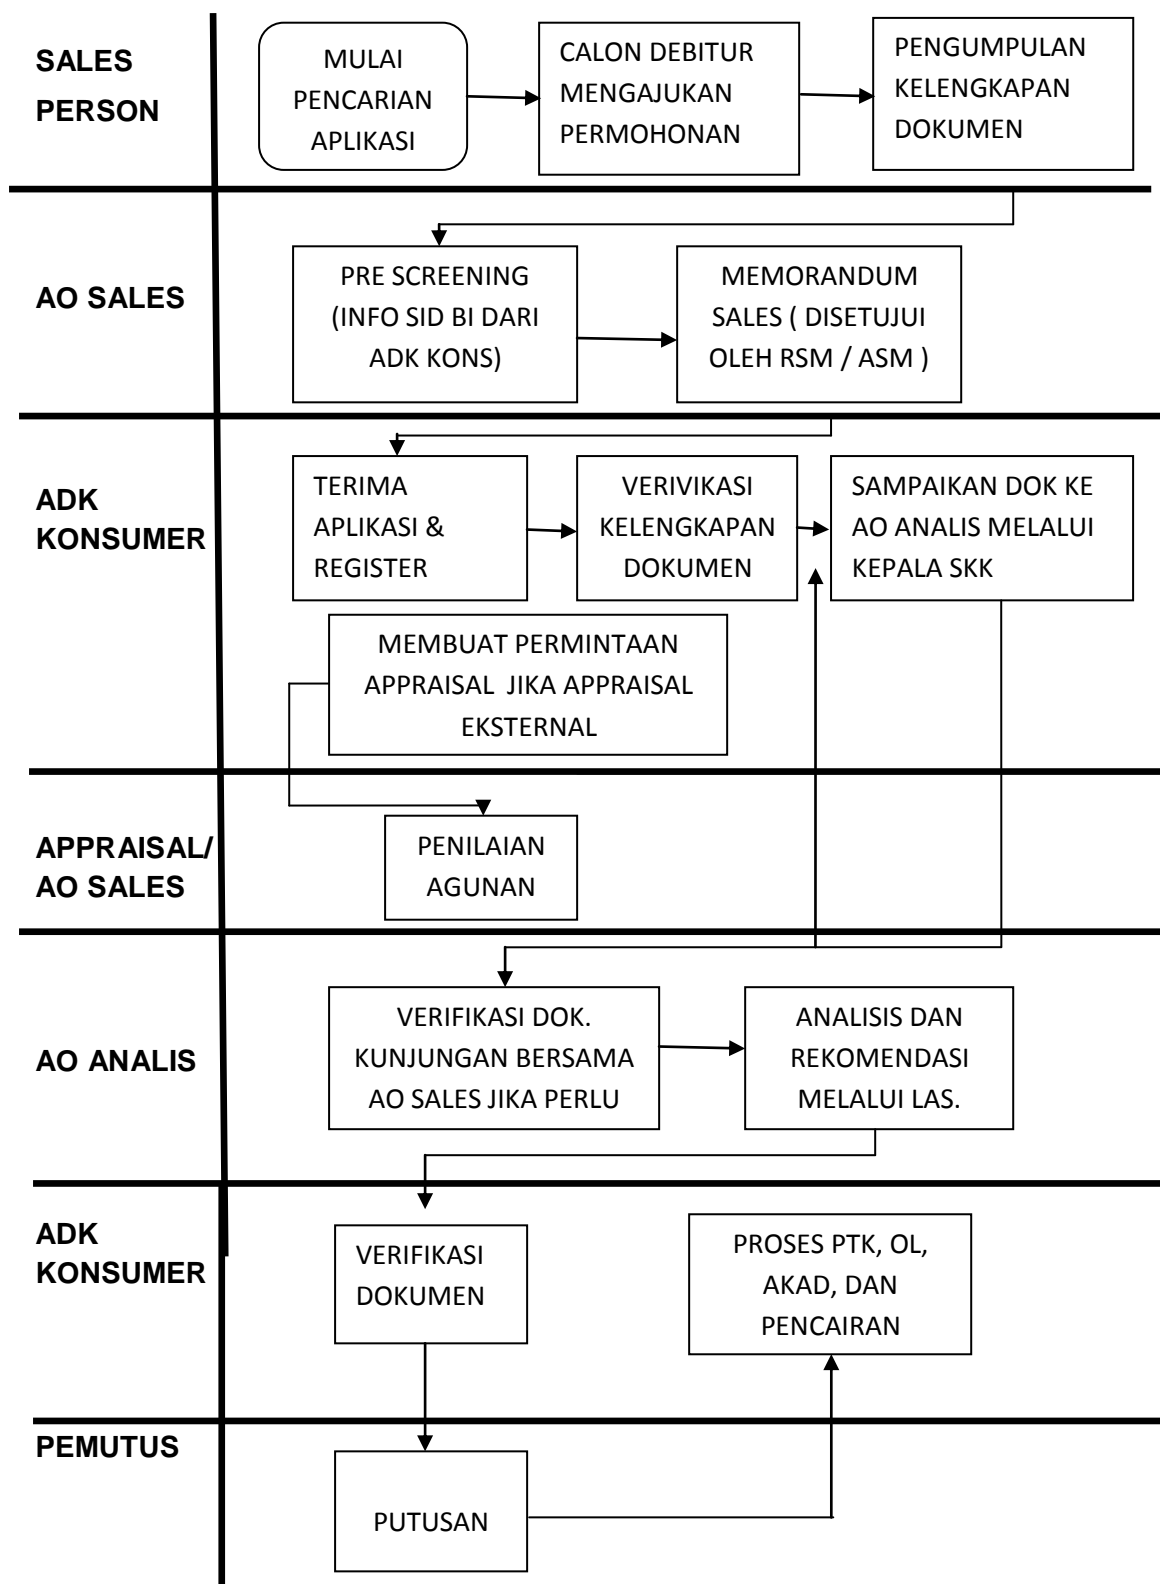 SALES
PERSON
MULAI
PENCARIAN
APLIKASI
CALON DEBITUR
MENGAJUKAN
PERMOHONAN
PENGUMPULAN
KELENGKAPAN
DOKUMEN
AO SALES
PRE SCREENING
(INFO SID BI DARI
ADK KONS)
MEMORANDUM
SALES ( DISETUJUI
OLEH RSM / ASM )
ADK
KONSUMER
TERIMA
APLIKASI &
REGISTER
VERIVIKASI
KELENGKAPAN
DOKUMEN
SAMPAIKAN DOK KE
AO ANALIS MELALUI
KEPALA SKK
MEMBUAT PERMINTAAN
APPRAISAL  JIKA APPRAISAL
EKSTERNAL
APPRAISAL/
AO SALES
PENILAIAN
AGUNAN
AO ANALIS
VERIFIKASI DOK.
KUNJUNGAN BERSAMA
AO SALES JIKA PERLU
ANALISIS DAN
REKOMENDASI
MELALUI LAS.
ADK
KONSUMER
VERIFIKASI
DOKUMEN
PROSES PTK, OL,
AKAD, DAN
PENCAIRAN
PEMUTUS
PUTUSAN